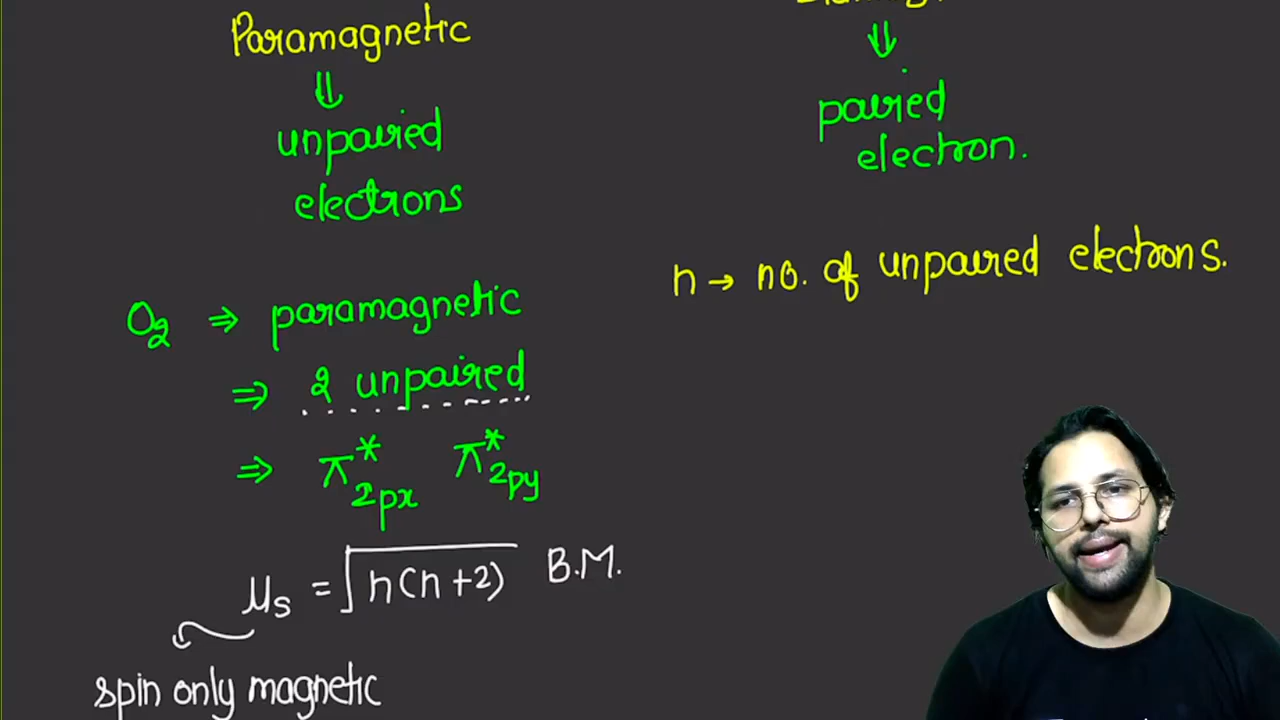 Paramagnetic
⇓
unpaired
electrons
⇓
paired
electron.
n → no. of unpaired electrons.
O₂ ⇒ paramagnetic
⇒ 2 unpaired
⇒ π*2px π*2py
μs = √n(n+2) B.M.
spin only magnetic